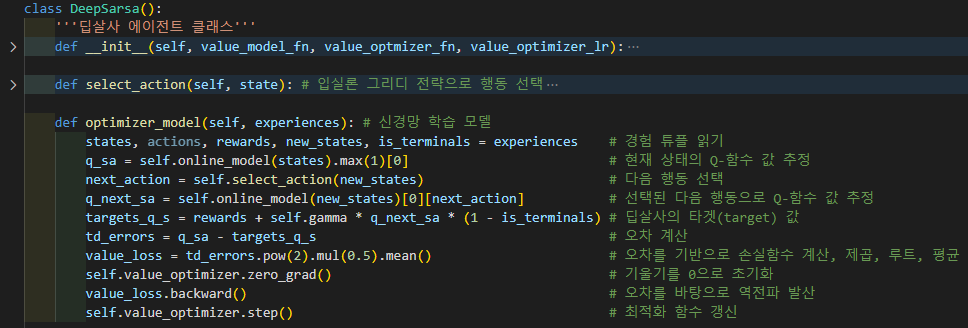 class DeepSarsa():
'''딥살사 에이전트 클래스'''
def __init__(self, value_model_fn, value_optmizer_fn, value_optimizer_lr):…
def select_action(self, state): # 입실론 그리디 전략으로 행동 선택…
def optimizer_model(self, experiences): # 신경망 학습 모델
states, actions, rewards, new_states, is_terminals = experiences # 경험 튜플 읽기
q_sa = self.online_model(states).max(1)[0] # 현재 상태의 Q-함수 값 추정
next_action = self.select_action(new_states) # 다음 행동 선택
q_next_sa = self.online_model(new_states)[0][next_action] # 선택된 다음 행동으로 Q-함수 값 추정
targets_q_s = rewards + self.gamma * q_next_sa * (1 - is_terminals) # 딥살사의 타겟(target) 값
td_errors = q_sa - targets_q_s # 오차 계산
value_loss = td_errors.pow(2).mul(0.5).mean() # 오차를 기반으로 손실함수 계산, 제곱, 루트, 평균
self.value_optimizer.zero_grad() # 기울기를 0으로 초기화
value_loss.backward() # 오차를 바탕으로 역전파 발산
self.value_optimizer.step() # 최적화 함수 갱신